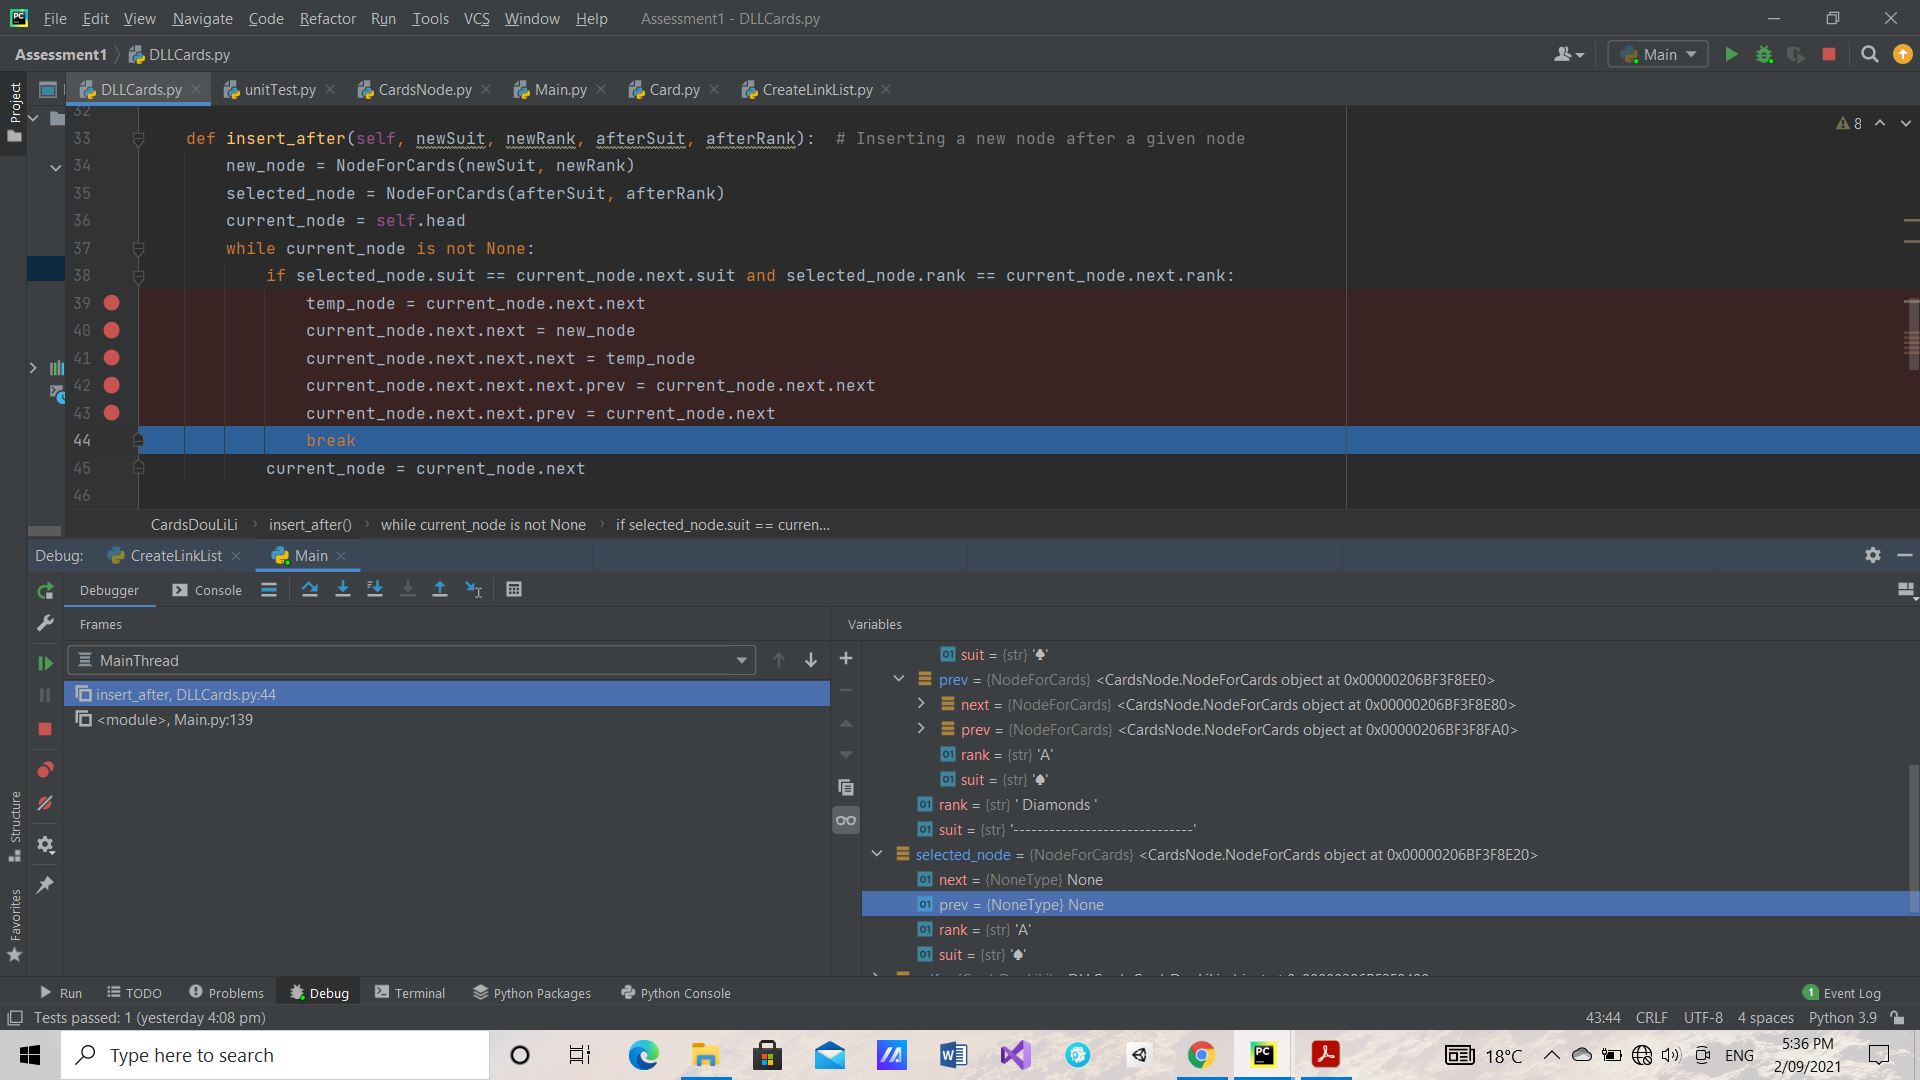 PC File Edit View Navigate Code Refactor Run Tools VCS Window Help Assessment1 - DLLCards.py
Assessment1 DLLCards.py Main
DLLCards.py unitTest.py CardsNode.py Main.py Card.py CreateLinkList.py
Project
32
33 def insert_after(self, newSuit, newRank, afterSuit, afterRank): # Inserting a new node after a given node
8
34 new_node = NodeForCards(newSuit, newRank)
35 selected_node = NodeForCards(afterSuit, afterRank)
36 current_node = self.head
37 while current_node is not None:
38 if selected_node.suit == current_node.next.suit and selected_node.rank == current_node.next.rank:
39 temp_node = current_node.next.next
40 current_node.next.next = new_node
41 current_node.next.next.next = temp_node
42 current_node.next.next.next.prev = current_node.next.next
43 current_node.next.next.prev = current_node.next
44 break
45 current_node = current_node.next
46
CardsDouLiLi insert_after() while current_node is not None if selected_node.suit == curren...
Debug: CreateLinkList Main
Debugger Console
Frames
MainThread
insert_after, DLLCards.py:44
<module>, Main.py:139
Variables
suit = {str} '♣'
prev = {NodeForCards} <CardsNode.NodeForCards object at 0x00000206BF3F8EE0>
next = {NodeForCards} <CardsNode.NodeForCards object at 0x00000206BF3F8E80>
prev = {NodeForCards} <CardsNode.NodeForCards object at 0x00000206BF3F8FA0>
rank = {str} 'A'
suit = {str} '♠'
rank = {str} ' Diamonds '
suit = {str} '------------------------------'
selected_node = {NodeForCards} <CardsNode.NodeForCards object at 0x00000206BF3F8E20>
next = {NoneType} None
prev = {NoneType} None
rank = {str} 'A'
suit = {str} '♠'
Structure
Favorites
Run TODO Problems Debug Terminal Python Packages Python Console 1 Event Log
Tests passed: 1 (yesterday 4:08 pm) 43:44 CRLF UTF-8 4 spaces Python 3.9
Type here to search PC 18°C ENG
5:36 PM
2/09/2021